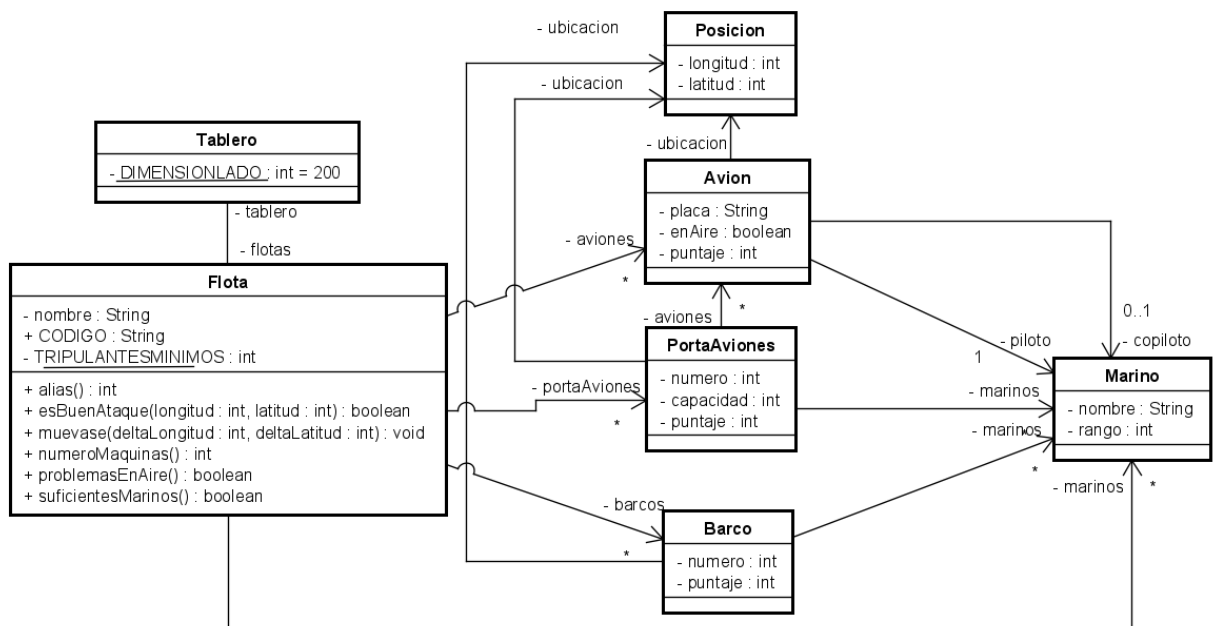 - ubicacion
Posicion
- longitud : int
- latitud : int
- ubicacion
- ubicacion
Tablero
- DIMENSIONLADO : int = 200
- tablero
- flotas
Avion
- placa : String
- enAire : boolean
- puntaje : int
- aviones
*
Flota
- nombre : String
+ CODIGO : String
- TRIPULANTESMINIMOS : int
+ alias() : int
+ esBuenAtaque(longitud : int, latitud : int) : boolean
+ muevase(deltaLongitud : int, deltaLatitud : int) : void
+ numeroMaquinas() : int
+ problemasEnAire() : boolean
+ suficientesMarinos() : boolean
- aviones
*
PortaAviones
- numero : int
- capacidad : int
- puntaje : int
- portaAviones
*
0..1
- copiloto
- piloto
1
Marino
- nombre : String
- rango : int
- marinos
*
- marinos
*
- marinos
*
- barcos
*
Barco
- numero : int
- puntaje : int